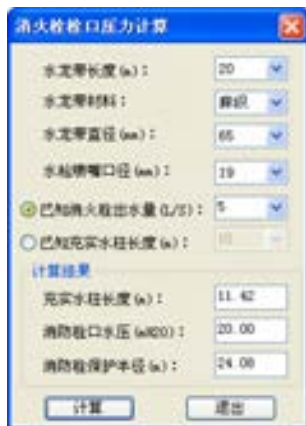 消火栓栓口压力计算
水龙带长度(m)： 20
水龙带材料： 麻织
水龙带直径(mm)： 65
水枪喷嘴口径(mm)： 19
已知消火栓出水量(L/S)： 5
已知充实水柱长度(m)： 10
计算结果
充实水柱长度(m)： 11.42
消防栓口水压(mH2O)： 20.00
消防栓保护半径(m)： 24.08
计算 退出